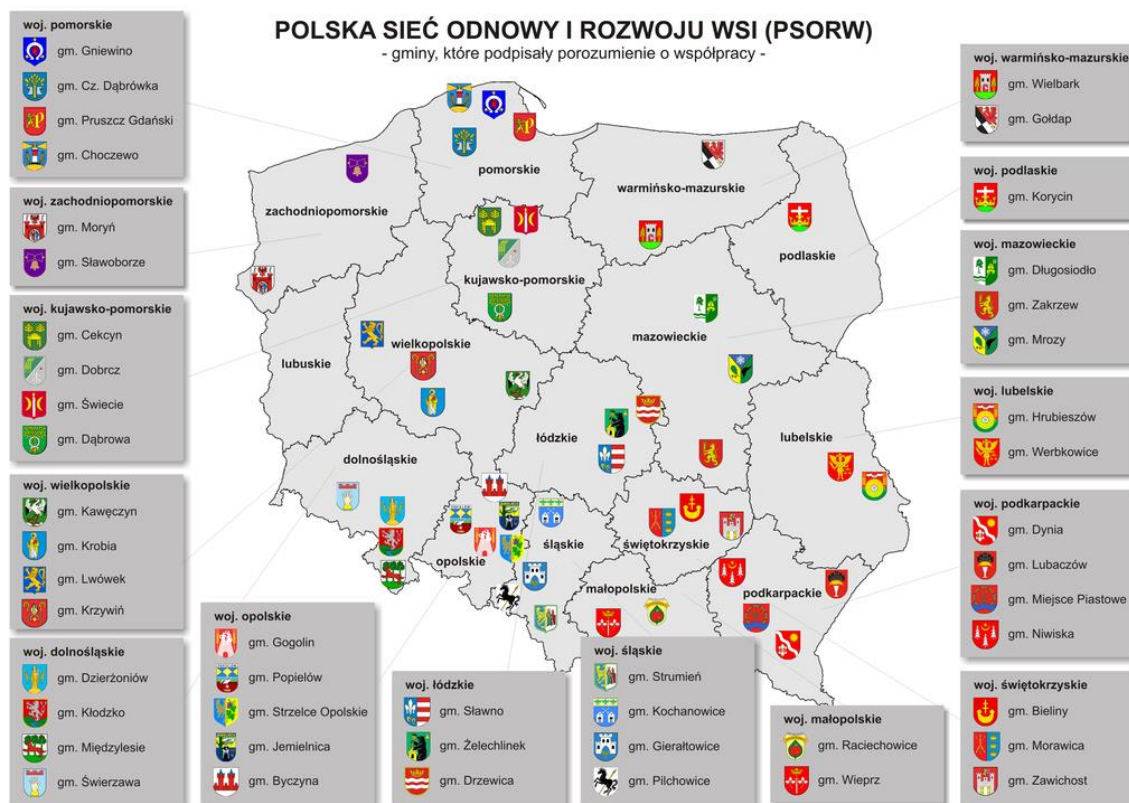 POLSKA SIEĆ ODNOWY I ROZWOJU WSI (PSORW)
- gminy, które podpisały porozumienie o współpracy -
woj. pomorskie
gm. Gniewino
gm. Cz. Dąbrówka
gm. Pruszcz Gdański
gm. Choczewo
woj. zachodniopomorskie
gm. Moryń
gm. Sławoborze
woj. kujawsko-pomorskie
gm. Cekcyn
gm. Dobrcz
gm. Świecie
gm. Dąbrowa
woj. wielkopolskie
gm. Kawęczyn
gm. Krobia
gm. Lwówek
gm. Krzywiń
woj. dolnośląskie
gm. Dzierżoniów
gm. Kłodzko
gm. Międzylesie
gm. Świerzawa
woj. opolskie
gm. Gogolin
gm. Popielów
gm. Strzelce Opolskie
gm. Jemielnica
gm. Byczyna
woj. łódzkie
gm. Sławno
gm. Żelechlinek
gm. Drzewica
woj. śląskie
gm. Strumień
gm. Kochanowice
gm. Gierałtowice
gm. Pilchowice
woj. małopolskie
gm. Raciechowice
gm. Wieprz
woj. warmińsko-mazurskie
gm. Wielbark
gm. Gołdap
woj. podlaskie
gm. Korycin
woj. mazowieckie
gm. Długosiodło
gm. Zakrzew
gm. Mrozy
woj. lubelskie
gm. Hrubieszów
gm. Werbkowice
woj. podkarpackie
gm. Dynia
gm. Lubaczów
gm. Miejsce Piastowe
gm. Niwiska
woj. świętokrzyskie
gm. Bieliny
gm. Morawica
gm. Zawichost
pomorskie
warmińsko-mazurskie
zachodniopomorskie
podlaskie
kujawsko-pomorskie
mazowieckie
wielkopolskie
lubuskie
łódzkie
lubelskie
dolnośląskie
opolskie
śląskie
świętokrzyskie
małopolskie
podkarpackie